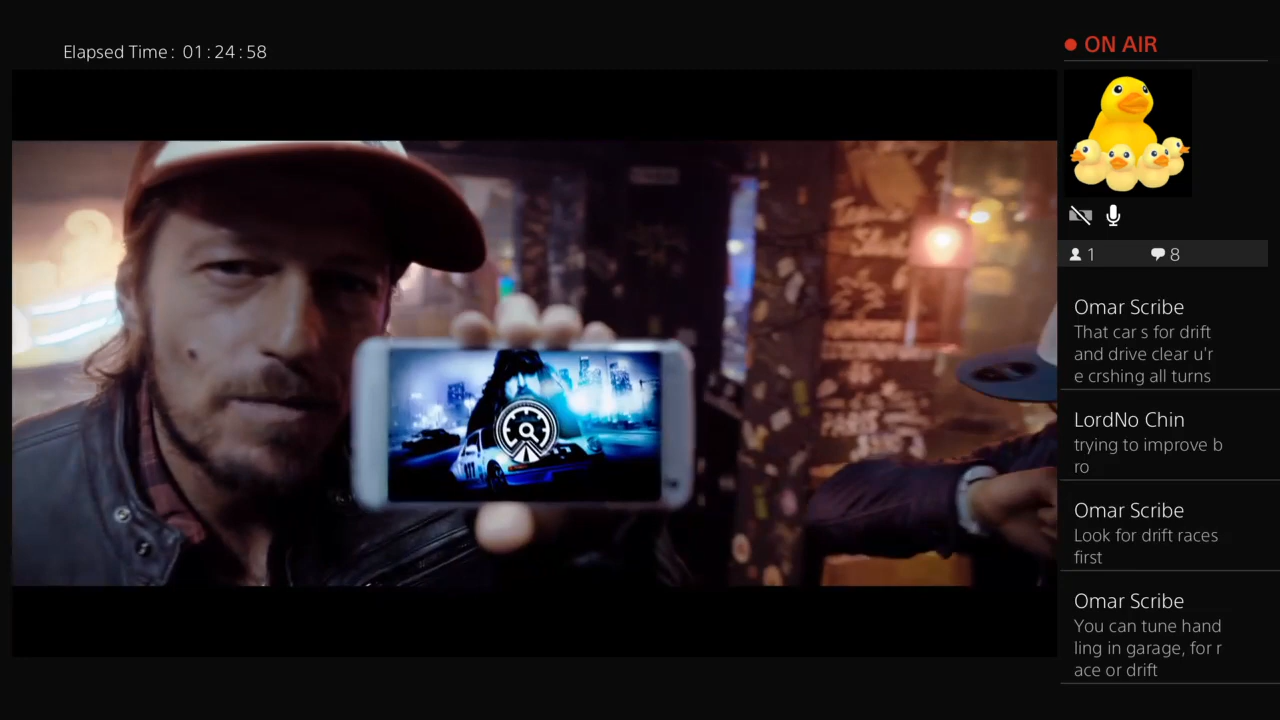 Elapsed Time: 01:24:58
ON AIR
1
8
Omar Scribe
That car s for drift
and drive clear u'r
e crshing all turns
LordNo Chin
trying to improve b
ro
Omar Scribe
Look for drift races
first
Omar Scribe
You can tune hand
ling in garage, for r
ace or drift